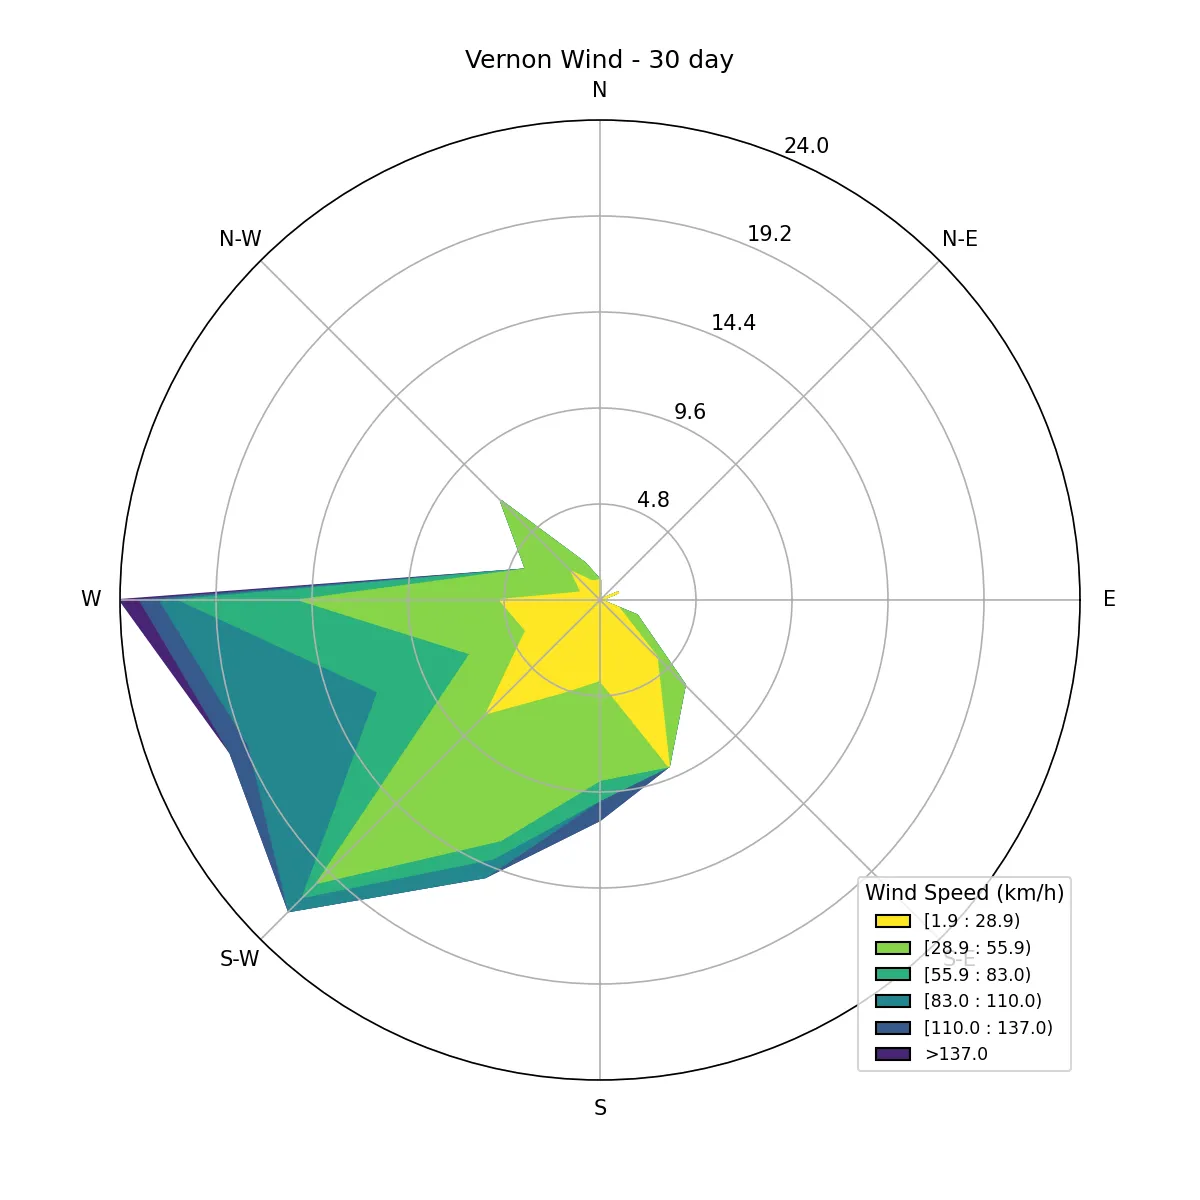 Vernon Wind - 30 day
N
24.0
N-W
19.2
N-E
14.4
9.6
4.8
W
E
S-W
S-E
S
Wind Speed (km/h)
[1.9 : 28.9)
[28.9 : 55.9)
[55.9 : 83.0)
[83.0 : 110.0)
[110.0 : 137.0)
>137.0